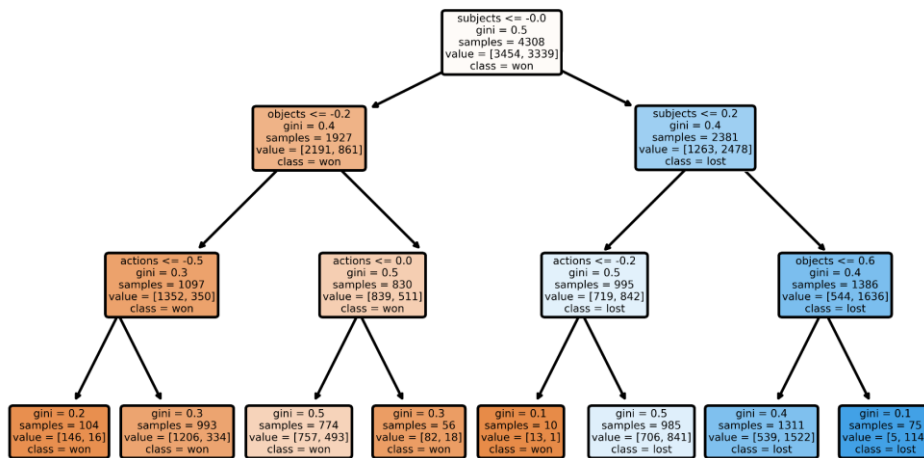 subjects <= -0.0
gini = 0.5
samples = 4308
value = [3454, 3339]
class = won
objects <= -0.2
gini = 0.4
samples = 1927
value = [2191, 861]
class = won
subjects <= 0.2
gini = 0.4
samples = 2381
value = [1263, 2478]
class = lost
actions <= -0.5
gini = 0.3
samples = 1097
value = [1352, 350]
class = won
actions <= 0.0
gini = 0.5
samples = 830
value = [839, 511]
class = won
actions <= -0.2
gini = 0.5
samples = 995
value = [719, 842]
class = lost
objects <= 0.6
gini = 0.4
samples = 1386
value = [544, 1636]
class = lost
gini = 0.2
samples = 104
value = [146, 16]
class = won
gini = 0.3
samples = 993
value = [1206, 334]
class = won
gini = 0.5
samples = 774
value = [757, 493]
class = won
gini = 0.3
samples = 56
value = [82, 18]
class = won
gini = 0.1
samples = 10
value = [13, 1]
class = won
gini = 0.5
samples = 985
value = [706, 841]
class = lost
gini = 0.4
samples = 1311
value = [539, 1522]
class = lost
gini = 0.1
samples = 75
value = [5, 114
class = lost